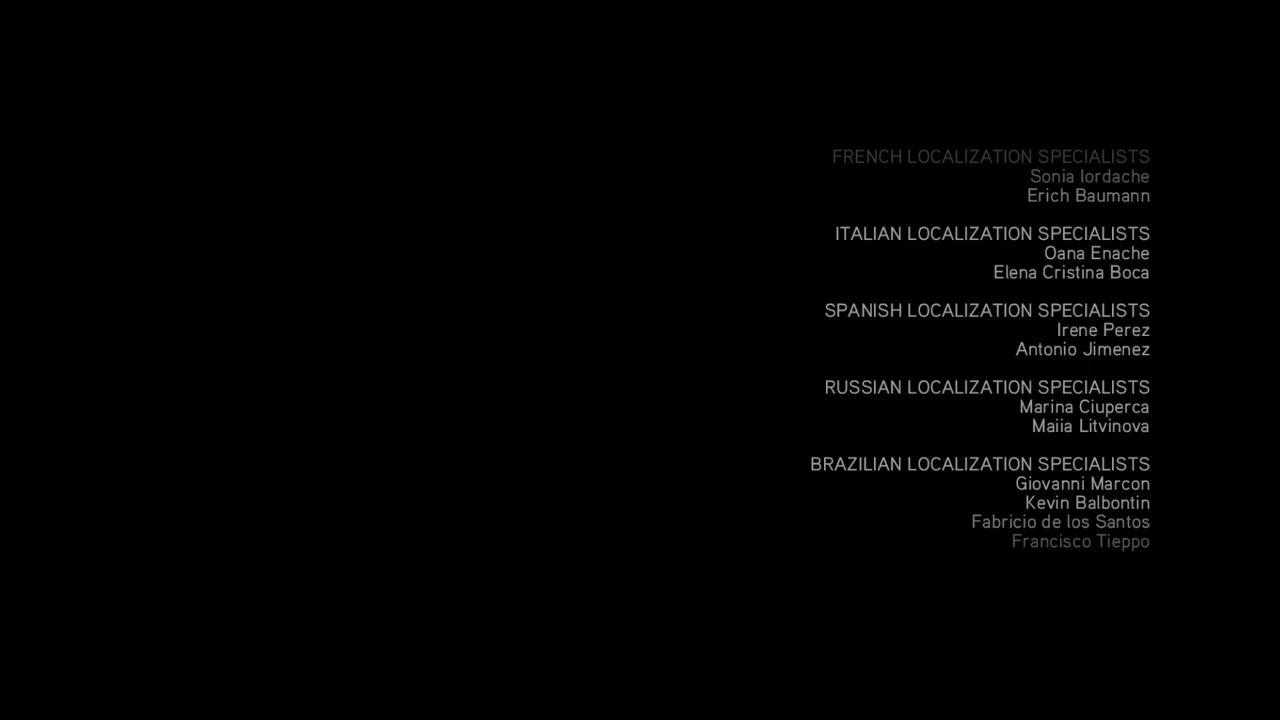 FRENCH LOCALIZATION SPECIALISTS
Sonia Iordache
Erich Baumann
ITALIAN LOCALIZATION SPECIALISTS
Oana Enache
Elena Cristina Boca
SPANISH LOCALIZATION SPECIALISTS
Irene Perez
Antonio Jimenez
RUSSIAN LOCALIZATION SPECIALISTS
Marina Ciuperca
Maiia Litvinova
BRAZILIAN LOCALIZATION SPECIALISTS
Giovanni Marcon
Kevin Balbontin
Fabricio de los Santos
Francisco Tieppo